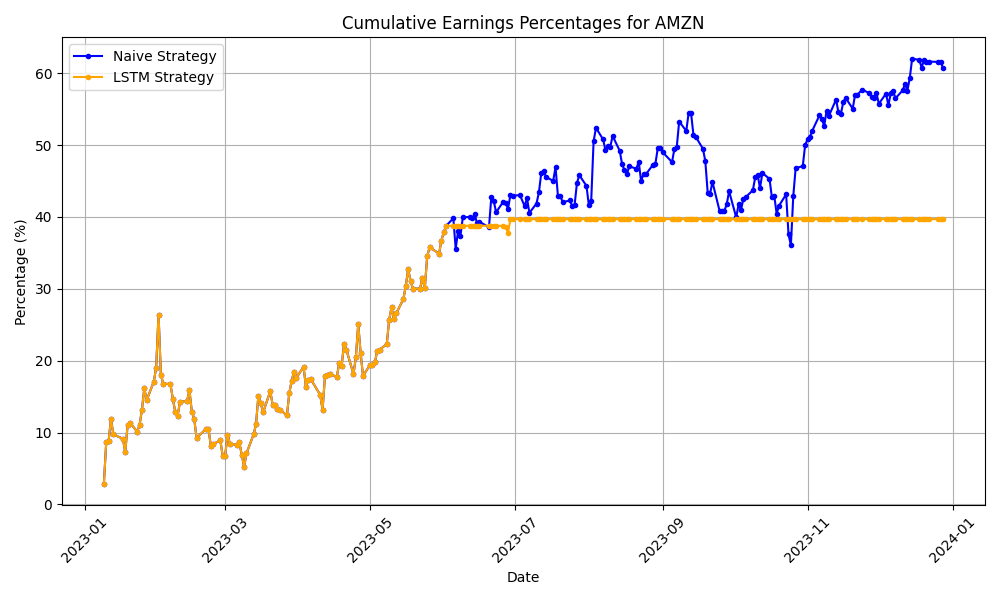 Cumulative Earnings Percentages for AMZN
Naive Strategy
LSTM Strategy
Percentage (%)
60
50
40
30
20
10
0
2023-01
2023-03
2023-05
2023-07
2023-09
2023-11
2024-01
Date